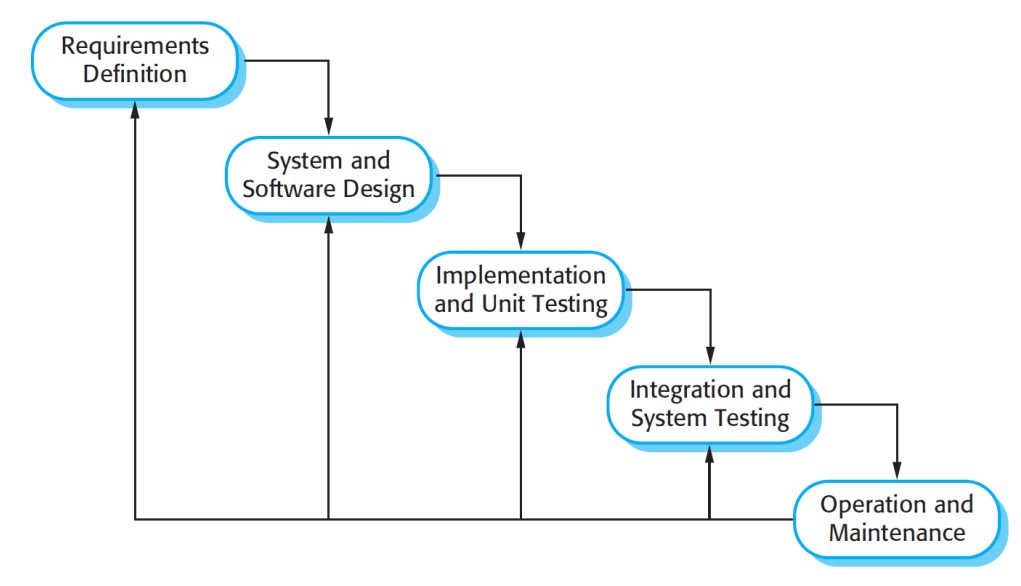 Requirements
Definition
System and
Software Design
Implementation
and Unit Testing
Integration and
System Testing
Operation and
Maintenance